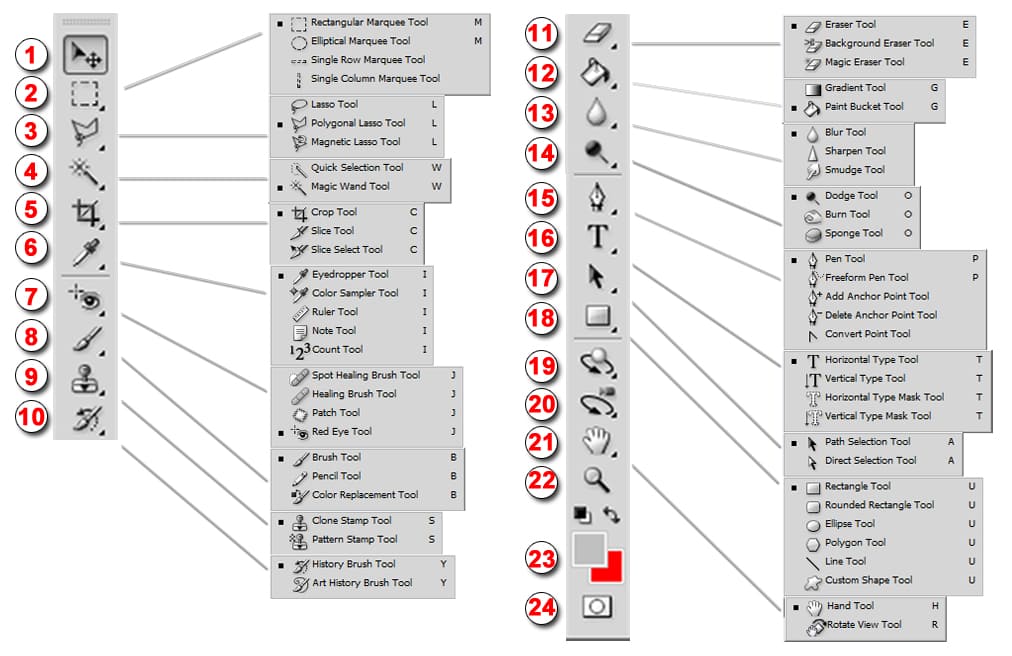 1
2
3
4
5
6
7
8
9
10
Rectangular Marquee Tool M
Elliptical Marquee Tool M
Single Row Marquee Tool
Single Column Marquee Tool
Lasso Tool L
Polygonal Lasso Tool L
Magnetic Lasso Tool L
Quick Selection Tool W
Magic Wand Tool W
Crop Tool C
Slice Tool C
Slice Select Tool C
Eyedropper Tool I
Color Sampler Tool I
Ruler Tool I
Note Tool I
123 Count Tool I
Spot Healing Brush Tool J
Healing Brush Tool J
Patch Tool J
Red Eye Tool J
Brush Tool B
Pencil Tool B
Color Replacement Tool B
Clone Stamp Tool S
Pattern Stamp Tool S
History Brush Tool Y
Art History Brush Tool Y
11
12
13
14
15
16 T
17
18
19
20
21
22
23
24
Eraser Tool E
Background Eraser Tool E
Magic Eraser Tool E
Gradient Tool G
Paint Bucket Tool G
Blur Tool
Sharpen Tool
Smudge Tool
Dodge Tool O
Burn Tool O
Sponge Tool O
Pen Tool P
Freeform Pen Tool P
Add Anchor Point Tool
Delete Anchor Point Tool
Convert Point Tool
T Horizontal Type Tool T
T Vertical Type Tool T
T Horizontal Type Mask Tool T
T Vertical Type Mask Tool T
Path Selection Tool A
Direct Selection Tool A
Rectangle Tool U
Rounded Rectangle Tool U
Ellipse Tool U
Polygon Tool U
Line Tool U
Custom Shape Tool U
Hand Tool H
Rotate View Tool R